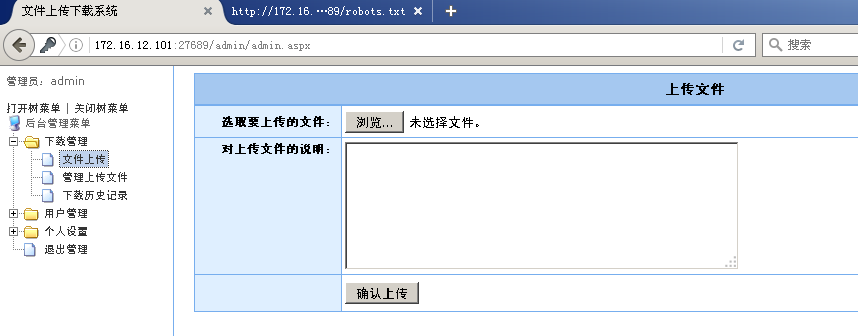 文件上传下载系统
http://172.16.…89/robots.txt
172.16.12.101:27689/admin/admin.aspx
搜索
管理员: admin
打开树菜单 | 关闭树菜单
后台管理菜单
下载管理
文件上传
管理上传文件
下载历史记录
用户管理
个人设置
退出管理
上传文件
选取要上传的文件:
浏览... 未选择文件。
对上传文件的说明:
确认上传